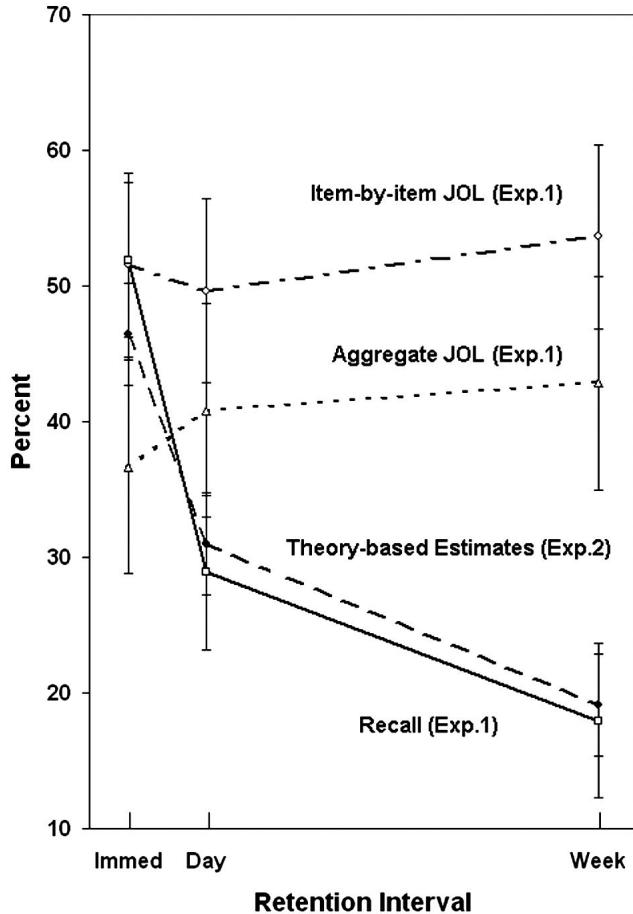 70
60
50
40
30
20
10
Percent
Item-by-item JOL (Exp.1)
Aggregate JOL (Exp.1)
Theory-based Estimates (Exp.2)
Recall (Exp.1)
Immed Day Week
Retention Interval